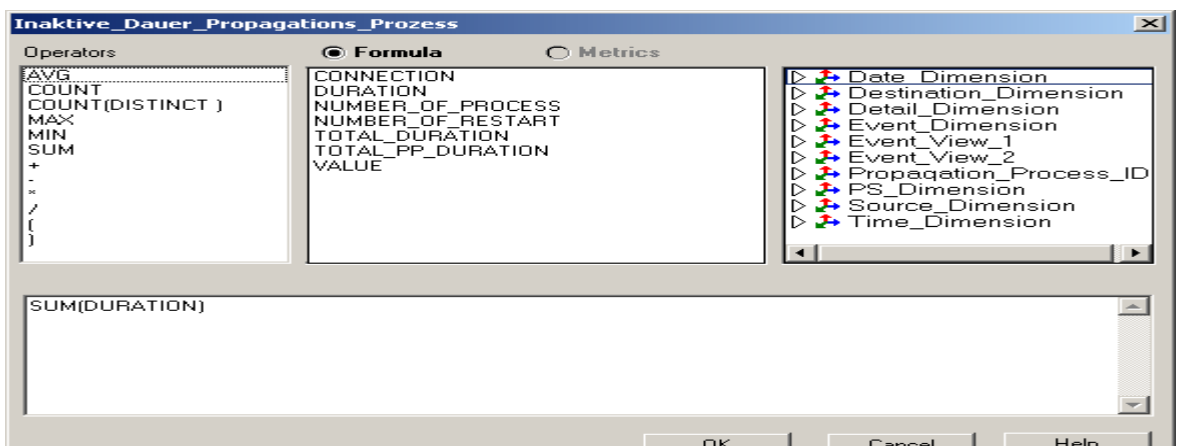 Inaktive_Dauer_Propagations_Prozess
Operators
Formula
Metrics
AVG
COUNT
COUNT(DISTINCT )
MAX
MIN
SUM
+
-
*
/
(
)
CONNECTION
DURATION
NUMBER_OF_PROCESS
NUMBER_OF_RESTART
TOTAL_DURATION
TOTAL_PP_DURATION
VALUE
Date_Dimension
Destination_Dimension
Detail_Dimension
Event_Dimension
Event_View_1
Event_View_2
Propagation_Process_ID
PS_Dimension
Source_Dimension
Time_Dimension
SUM(DURATION)
OK
Cancel
Help